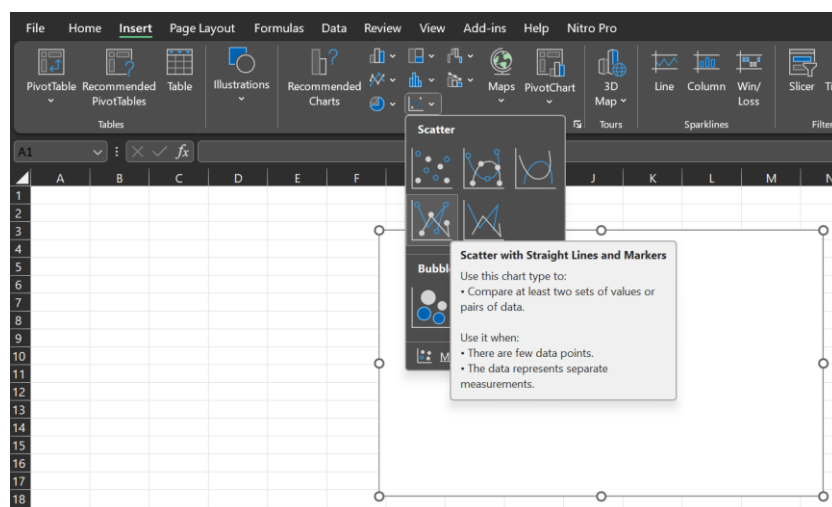 File Home Insert Page Layout Formulas Data Review View Add-ins Help Nitro Pro
PivotTable Recommended PivotTables Table Illustrations Recommended Charts Maps PivotChart 3D Map Line Column Win/ Loss Slicer
Tables Tours Sparklines
A1 fx
Scatter
A B C D E F J K L M N
1
2
3
4
5
6
7
8
9
10
11
12
13
14
15
16
17
18
Scatter with Straight Lines and Markers
Use this chart type to:
• Compare at least two sets of values or
pairs of data.
Use it when:
• There are few data points.
• The data represents separate
measurements.